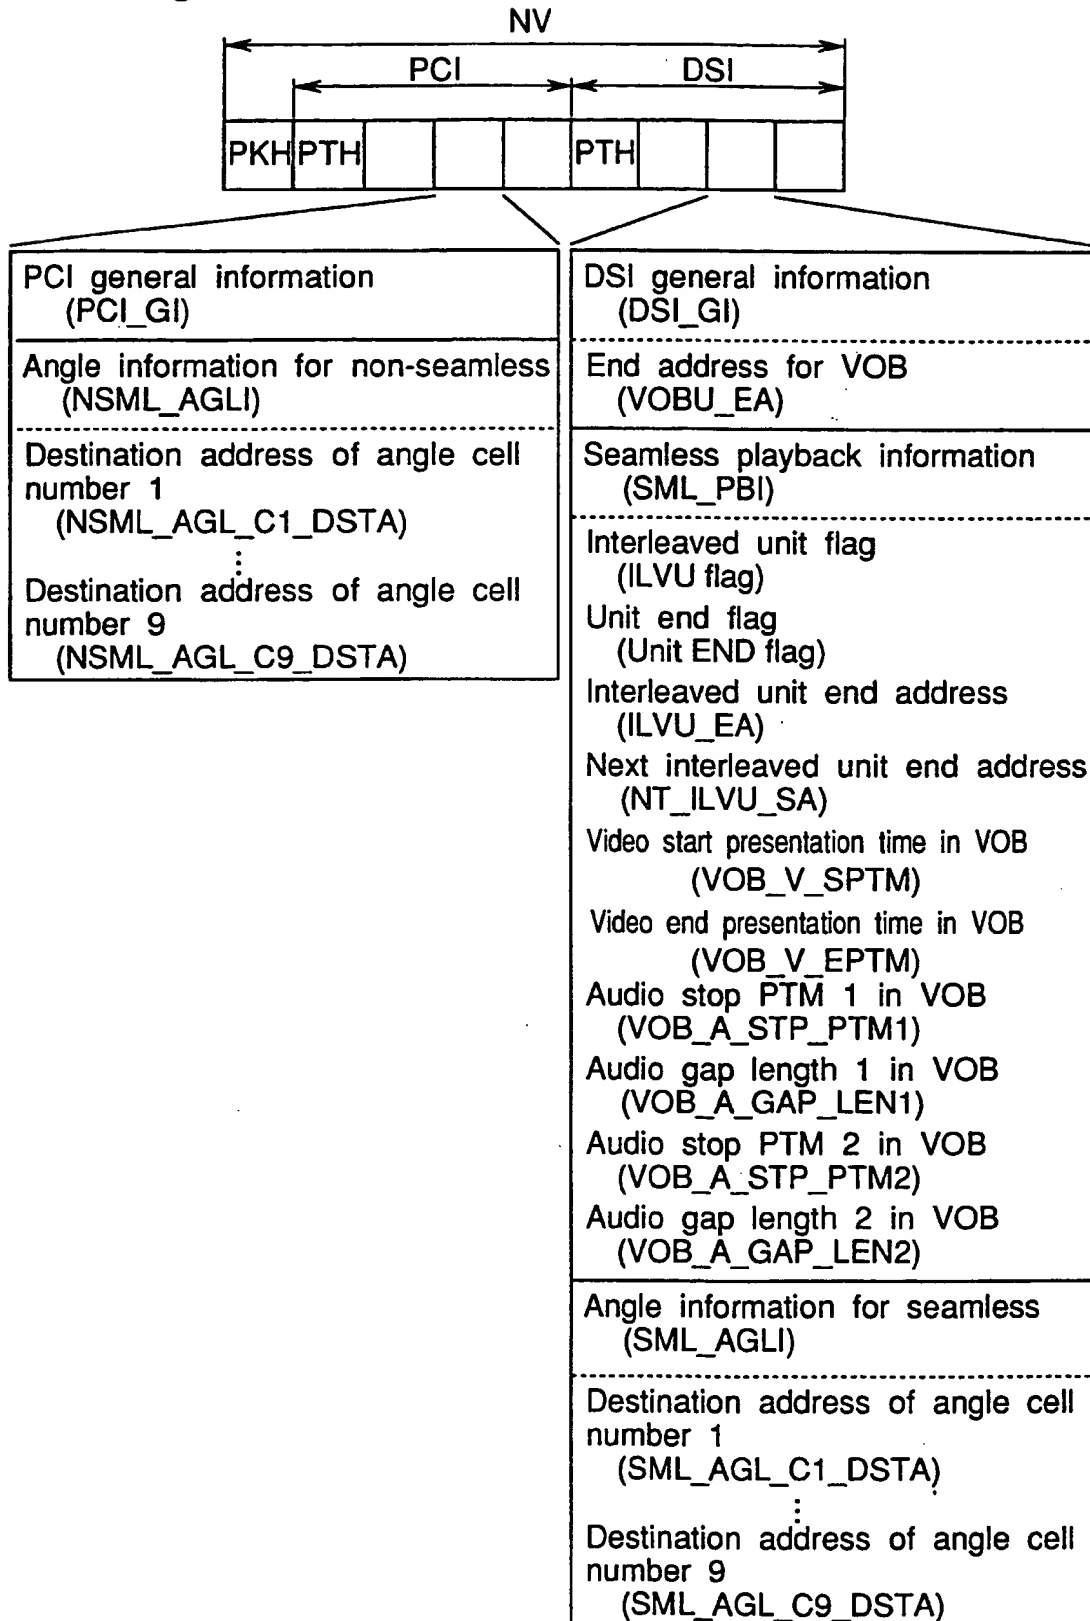 NV
PCI
DSI
PKH
PTH
PTH
PCI general information
(PCI_GI)
Angle information for non-seamless
(NSML_AGLI)
Destination address of angle cell
number 1
(NSML_AGL_C1_DSTA)
⋮
Destination address of angle cell
number 9
(NSML_AGL_C9_DSTA)
DSI general information
(DSI_GI)
End address for VOB
(VOBU_EA)
Seamless playback information
(SML_PBI)
Interleaved unit flag
(ILVU flag)
Unit end flag
(Unit END flag)
Interleaved unit end address
(ILVU_EA)
Next interleaved unit end address
(NT_ILVU_SA)
Video start presentation time in VOB
(VOB_V_SPTM)
Video end presentation time in VOB
(VOB_V_EPTM)
Audio stop PTM 1 in VOB
(VOB_A_STP_PTM1)
Audio gap length 1 in VOB
(VOB_A_GAP_LEN1)
Audio stop PTM 2 in VOB
(VOB_A_STP_PTM2)
Audio gap length 2 in VOB
(VOB_A_GAP_LEN2)
Angle information for seamless
(SML_AGLI)
Destination address of angle cell
number 1
(SML_AGL_C1_DSTA)
⋮
Destination address of angle cell
number 9
(SML_AGL_C9_DSTA)